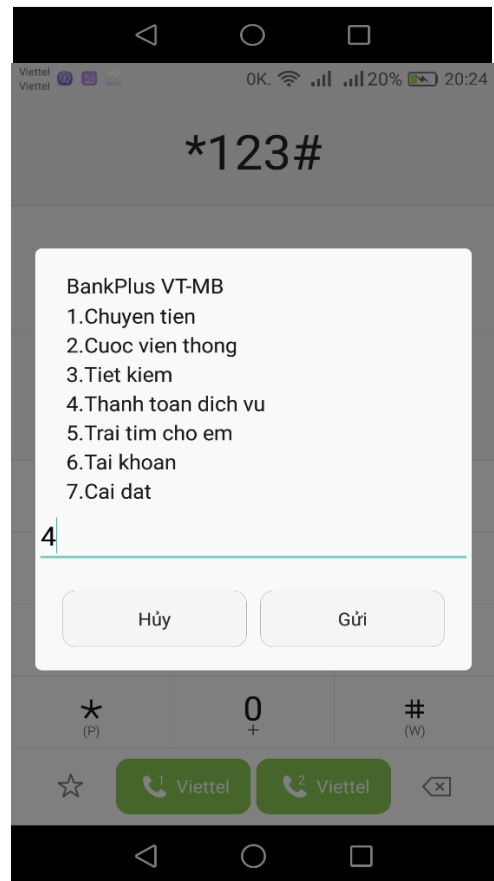 Viettel
Viettel
0K.
20%
20:24
*123#
BankPlus VT-MB
1.Chuyen tien
2.Cuoc vien thong
3.Tiet kiem
4.Thanh toan dich vu
5.Trai tim cho em
6.Tai khoan
7.Cai dat
4
Hủy
Gửi
* 0 #
(P) + (W)
1 Viettel
2 Viettel